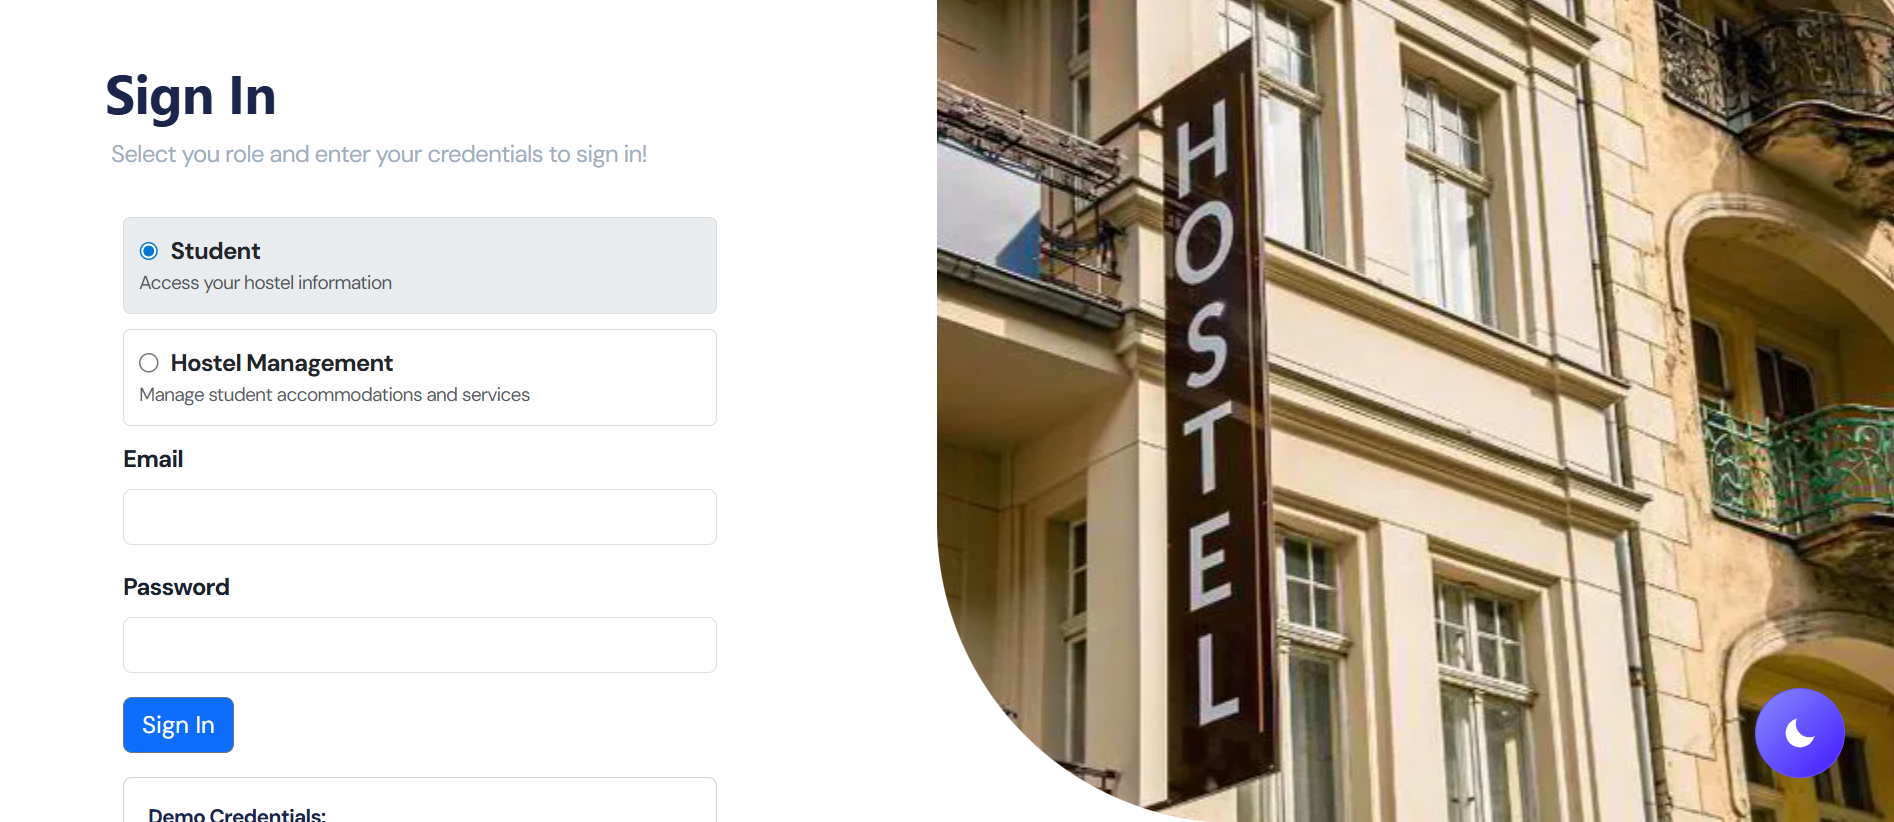 Sign In
Select you role and enter your credentials to sign in!
Student
Access your hostel information
Hostel Management
Manage student accommodations and services
Email
Password
Sign In
Demo Credentials:
HOSTEL